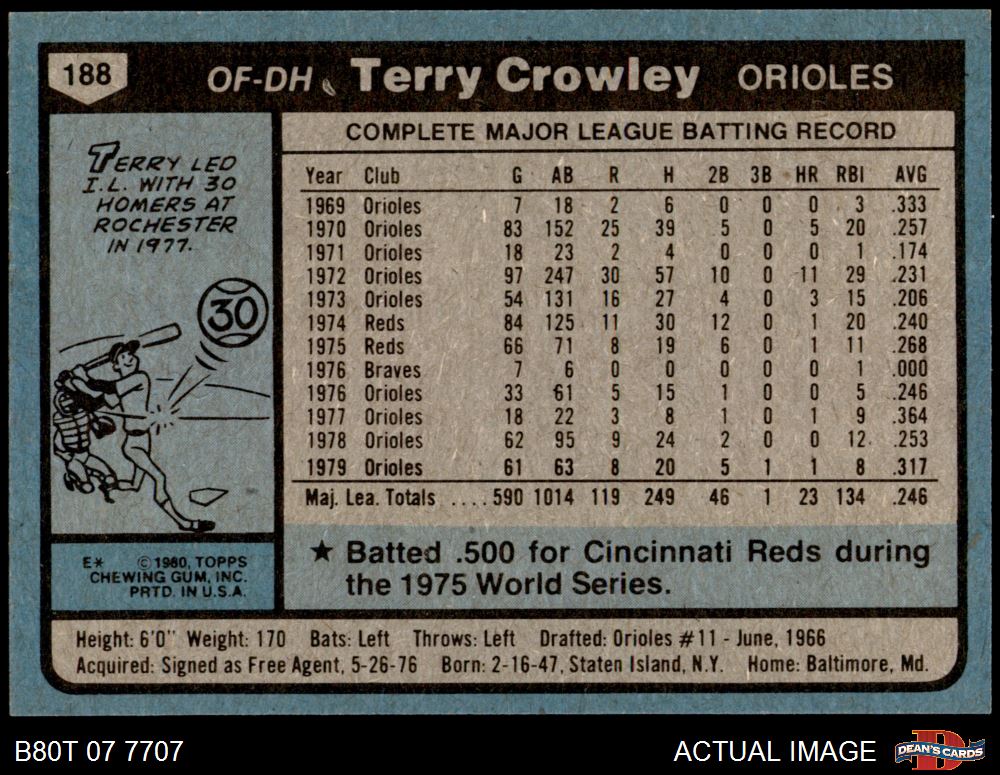 188 OF-DH Terry Crowley ORIOLES
TERRY LED
I.L. WITH 30
HOMERS AT
ROCHESTER
IN 1977.
30
E* ©1980, TOPPS
CHEWING GUM, INC.
PRTD. IN U.S.A.
COMPLETE MAJOR LEAGUE BATTING RECORD
Year Club G AB R H 2B 3B HR RBI AVG
1969 Orioles 7 18 2 6 0 0 0 3 .333
1970 Orioles 83 152 25 39 5 0 5 20 .257
1971 Orioles 18 23 2 4 0 0 0 1 .174
1972 Orioles 97 247 30 57 10 0 11 29 .231
1973 Orioles 54 131 16 27 4 0 3 15 .206
1974 Reds 84 125 11 30 12 0 1 20 .240
1975 Reds 66 71 8 19 6 0 1 11 .268
1976 Braves 7 6 0 0 0 0 0 1 .000
1976 Orioles 33 61 5 15 1 0 0 5 .246
1977 Orioles 18 22 3 8 1 0 1 9 .364
1978 Orioles 62 95 9 24 2 0 0 12 .253
1979 Orioles 61 63 8 20 5 1 1 8 .317
Maj. Lea. Totals ....590 1014 119 249 46 1 23 134 .246
★ Batted .500 for Cincinnati Reds during
the 1975 World Series.
Height: 6'0" Weight: 170 Bats: Left Throws: Left Drafted: Orioles #11 - June, 1966
Acquired: Signed as Free Agent, 5-26-76 Born: 2-16-47, Staten Island, N.Y. Home: Baltimore, Md.
B80T 07 7707 ACTUAL IMAGE DEAN'S CARDS